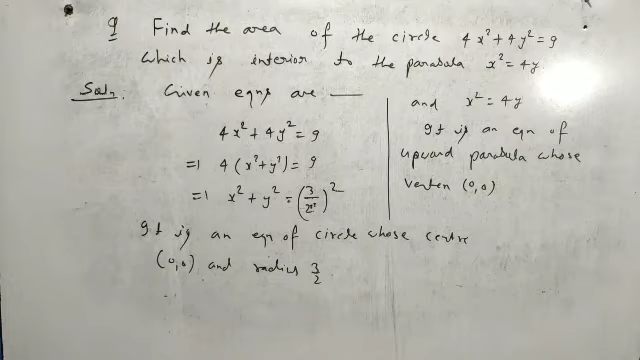 Q Find the area of the circle 4x²+4y²=9
which is interior to the parabola x²=4y
Soln. Given eqns are —
4x²+4y²=9
=) 4(x²+y²)=9
=) x²+y²=(3/2)²
It is an eqn of circle whose centre
(0,0) and radius 3/2
and x²=4y
It is an eqn of
upward parabola whose
vertex (0,0)